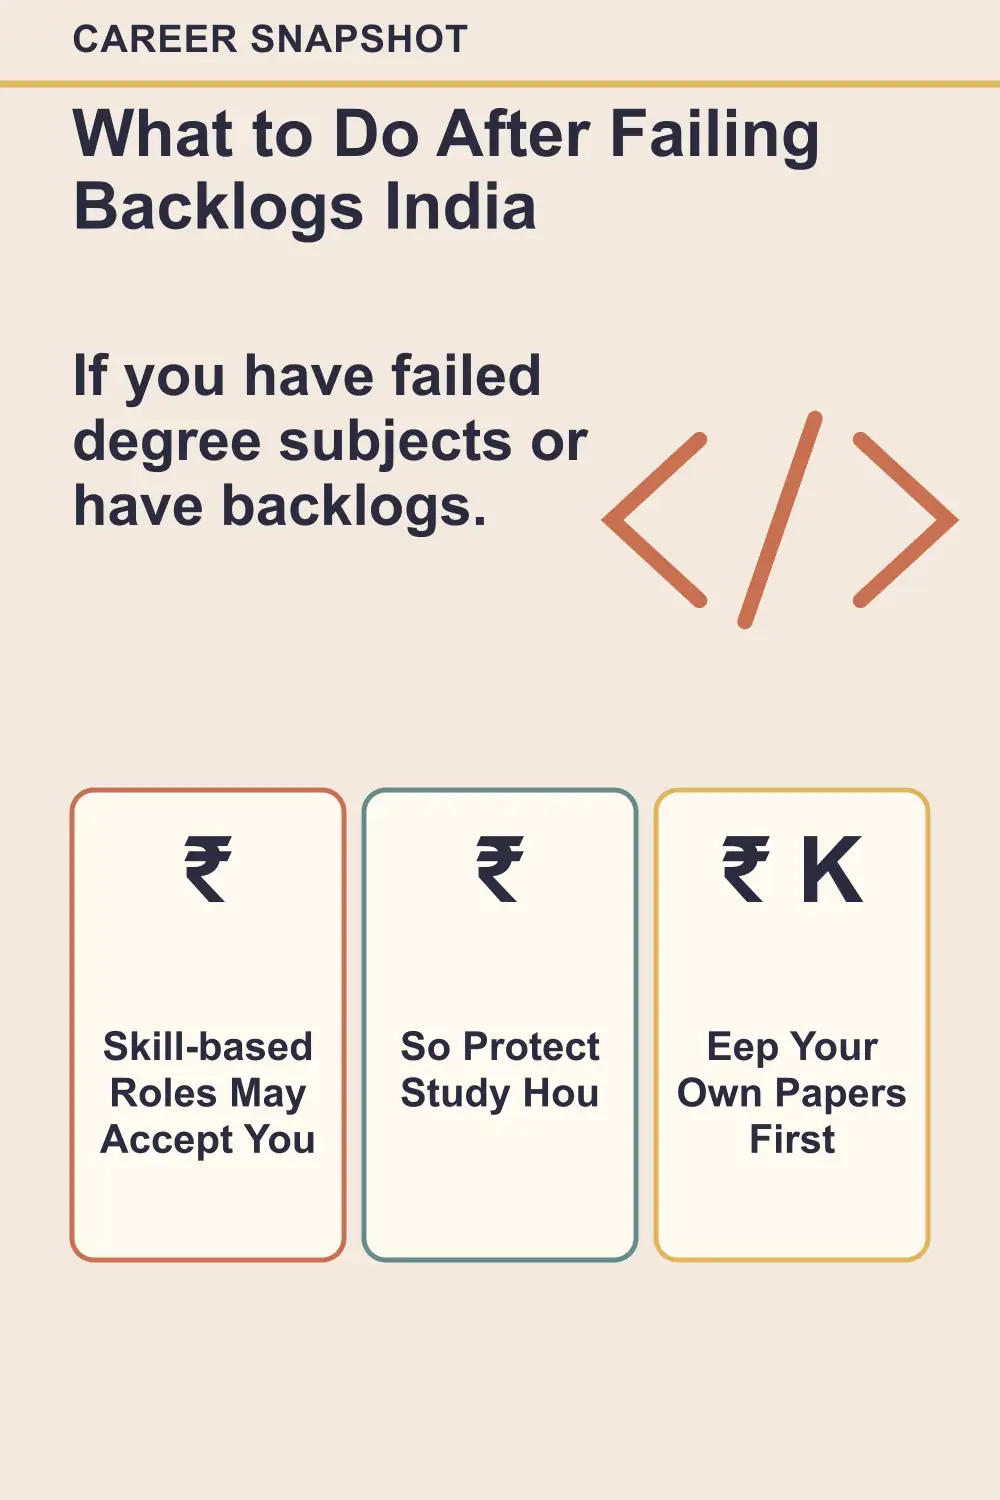 CAREER SNAPSHOT
What to Do After Failing
Backlogs India
If you have failed
degree subjects or
have backlogs.
</>
₹
Skill-based
Roles May
Accept You
₹
So Protect
Study Hou
₹ K
Eep Your
Own Papers
First